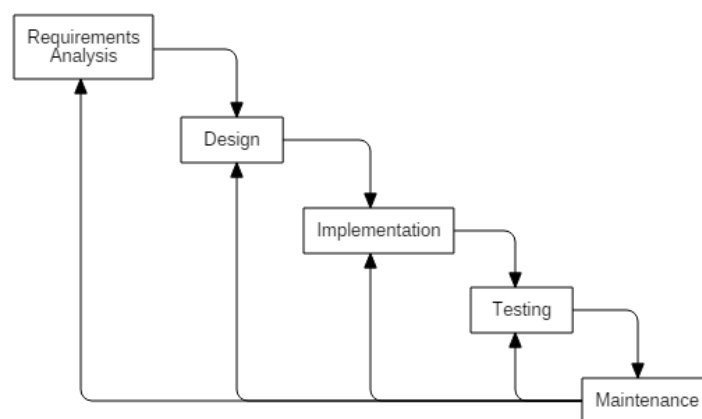 Requirements
Analysis
Design
Implementation
Testing
Maintenance